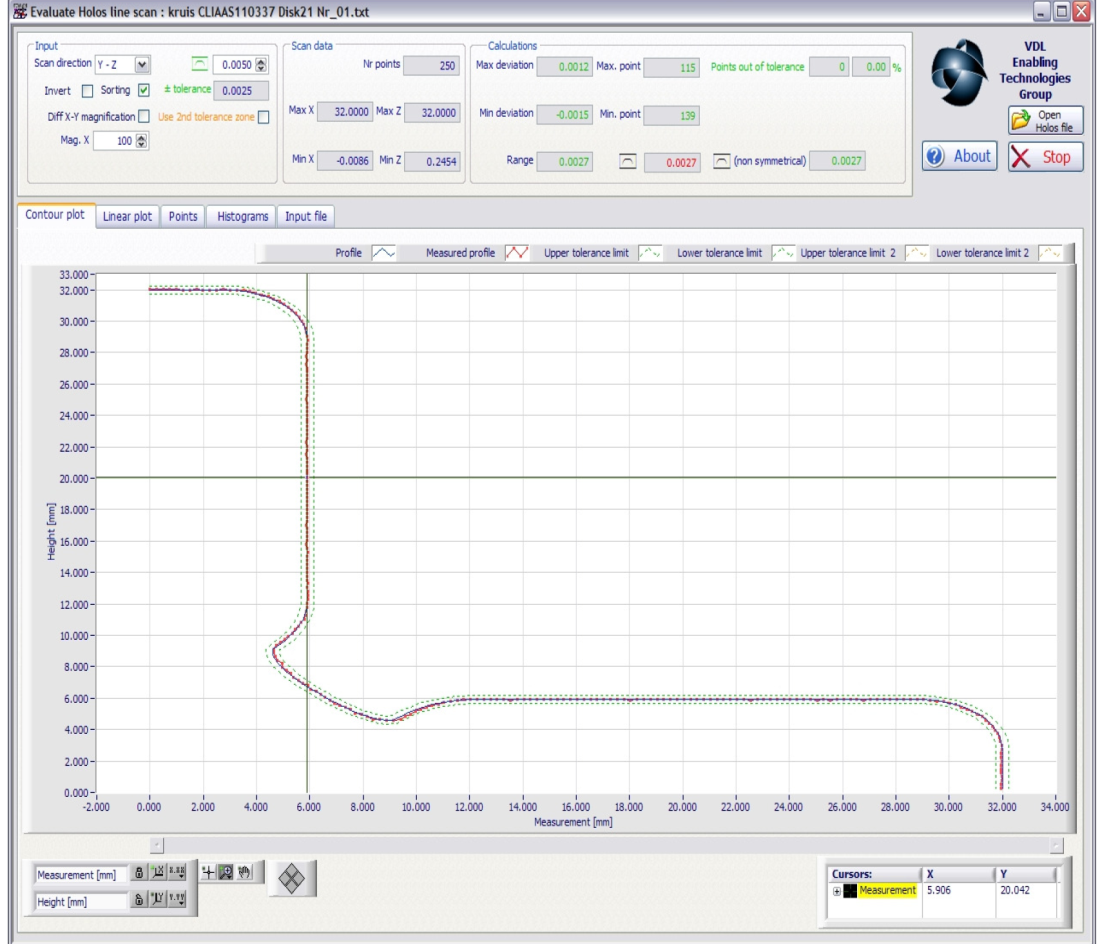 Evaluate Holos line scan : kruis CLIAAS110337 Disk21 Nr_01.txt
Input
Scan direction Y - Z 0.0050
Invert Sorting ± tolerance 0.0025
Diff X-Y magnification Use 2nd tolerance zone
Mag. X 100
Scan data
Nr points 250
Max X 32.0000 Max Z 32.0000
Min X -0.0086 Min Z 0.2454
Calculations
Max deviation 0.0012 Max. point 115 Points out of tolerance 0 0.00 %
Min deviation -0.0015 Min. point 139
Range 0.0027 0.0027 (non symmetrical) 0.0027
VDL
Enabling
Technologies
Group
Open
Holos file
About
Stop
Contour plot Linear plot Points Histograms Input file
Profile Measured profile Upper tolerance limit Lower tolerance limit Upper tolerance limit 2 Lower tolerance limit 2
33.000
32.000
30.000
28.000
26.000
24.000
22.000
20.000
18.000
16.000
14.000
12.000
10.000
8.000
6.000
4.000
2.000
0.000
Height [mm]
-2.000 0.000 2.000 4.000 6.000 8.000 10.000 12.000 14.000 16.000 18.000 20.000 22.000 24.000 26.000 28.000 30.000 32.000 34.000
Measurement [mm]
Measurement [mm] X X.XX
Height [mm] Y Y.YY
Cursors: X Y
Measurement 5.906 20.042